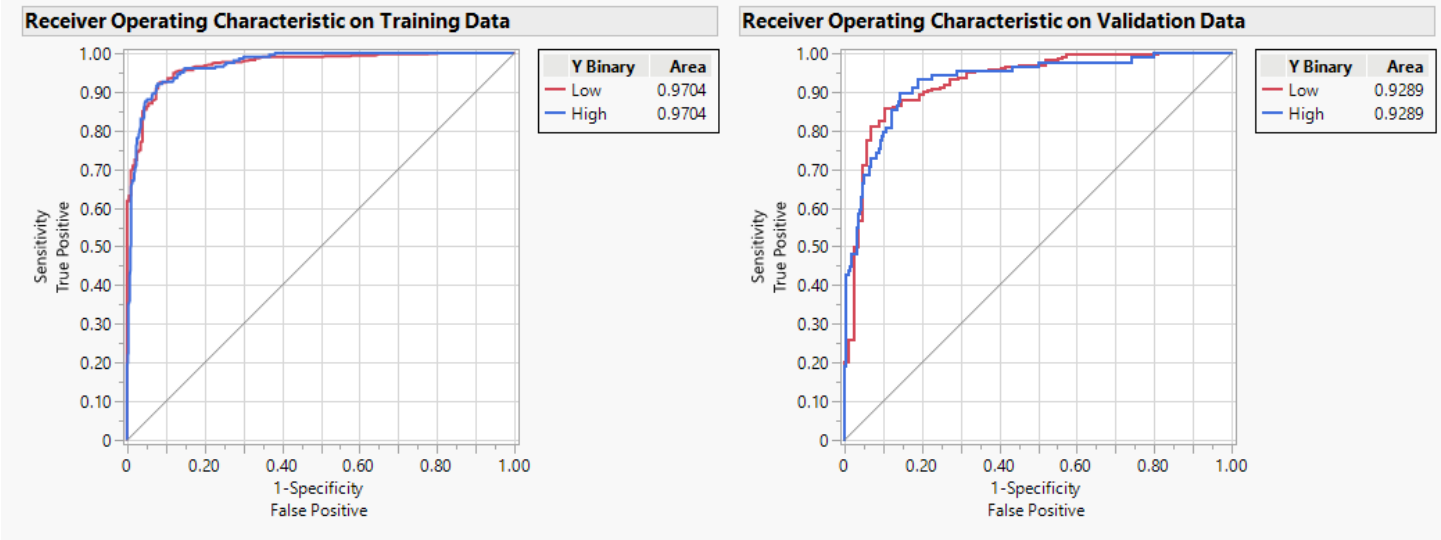 Receiver Operating Characteristic on Training Data
1.00
0.90
0.80
0.70
0.60
0.50
0.40
0.30
0.20
0.10
0
Sensitivity
True Positive
0 0.20 0.40 0.60 0.80 1.00
1-Specificity
False Positive
Y Binary Area
Low 0.9704
High 0.9704
Receiver Operating Characteristic on Validation Data
1.00
0.90
0.80
0.70
0.60
0.50
0.40
0.30
0.20
0.10
0
Sensitivity
True Positive
0 0.20 0.40 0.60 0.80 1.00
1-Specificity
False Positive
Y Binary Area
Low 0.9289
High 0.9289